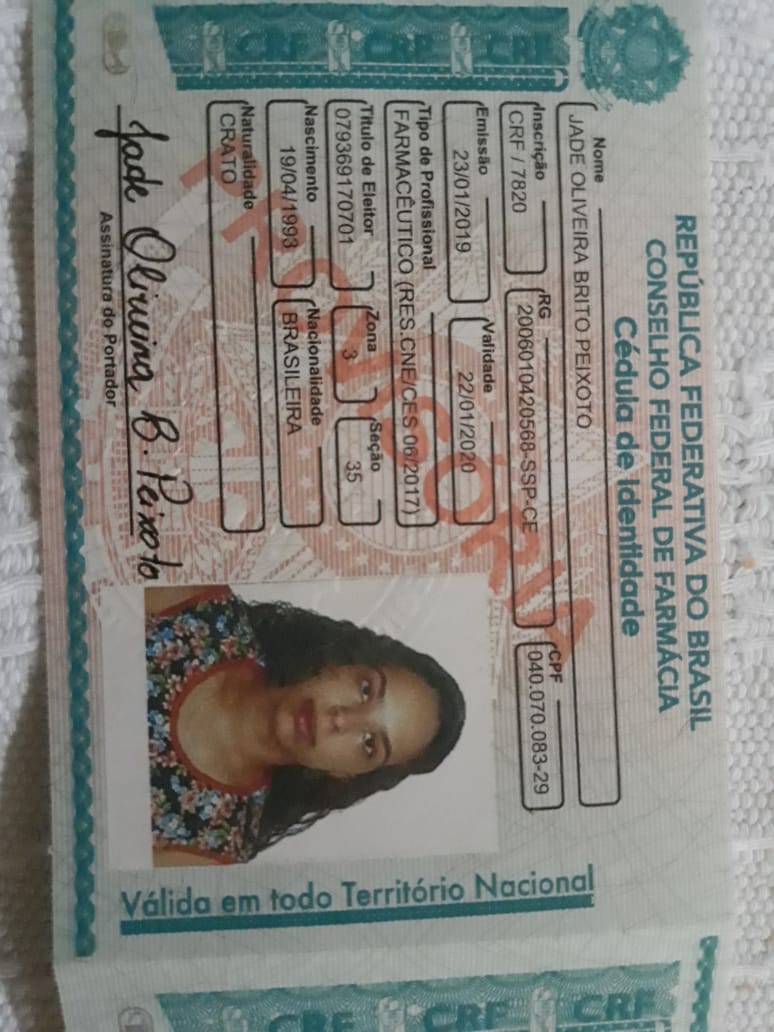 CRF CRF CRF
REPÚBLICA FEDERATIVA DO BRASIL
CONSELHO FEDERAL DE FARMÁCIA
Cédula de Identidade
Nome
JADE OLIVEIRA BRITO PEIXOTO
Inscrição RG CPF
CRF / 7820 2006010420568-SSP-CE 040.070.083-29
Emissão Validade
23/01/2019 22/01/2020
Tipo de Profissional
FARMACÊUTICO (RES.CNE/CES 06/2017)
Título de Eleitor Zona Seção
079369170701 3 35
Nascimento Nacionalidade
19/04/1993 BRASILEIRA
Naturalidade
CRATO
PROVISÓRIA
Jade Oliveira B. Peixoto
Assinatura do Portador
Válida em todo Território Nacional
CRF CRF CRF